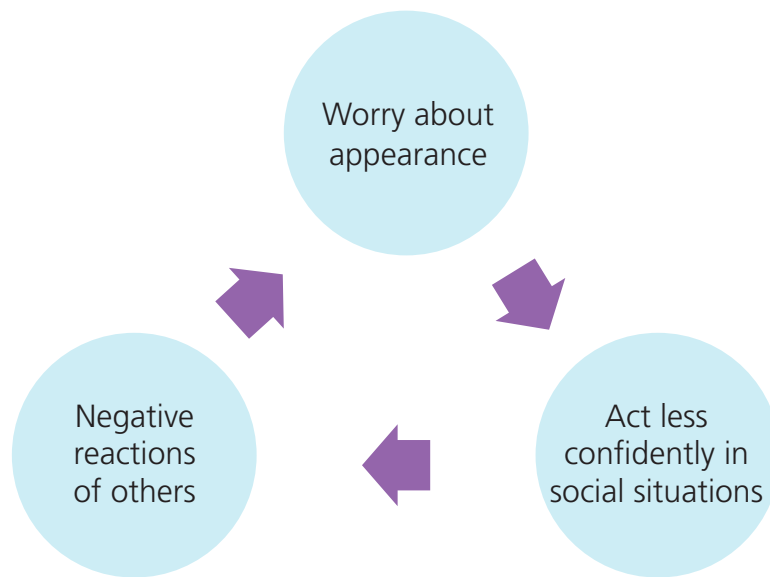 Worry about
appearance
Act less
confidently in
social situations
Negative
reactions
of others